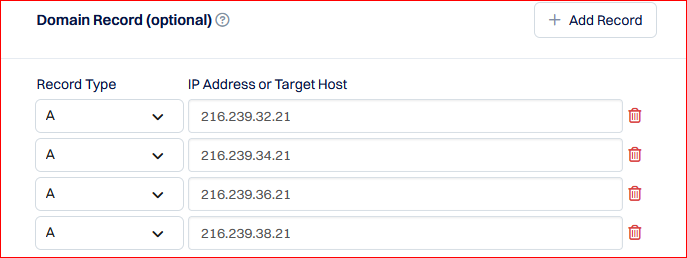 Domain Record (optional) ?
+ Add Record
Record Type IP Address or Target Host
A 216.239.32.21
A 216.239.34.21
A 216.239.36.21
A 216.239.38.21